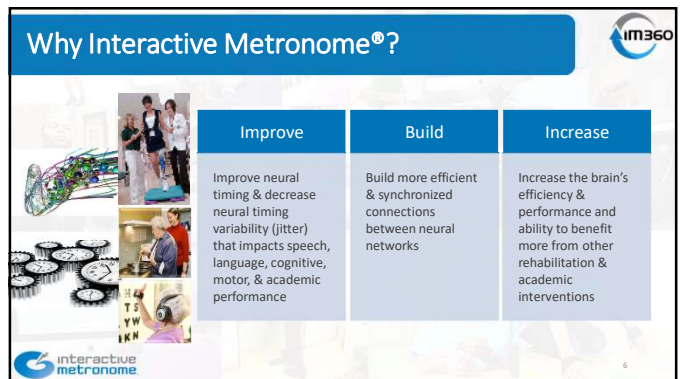 Why Interactive Metronome®?
im360
Improve
Improve neural
timing & decrease
neural timing
variability (jitter)
that impacts speech,
language, cognitive,
motor, & academic
performance
Build
Build more efficient
& synchronized
connections
between neural
networks
Increase
Increase the brain's
efficiency &
performance and
ability to benefit
more from other
rehabilitation &
academic
interventions
H T S
Y W
K N
interactive
metronome
6